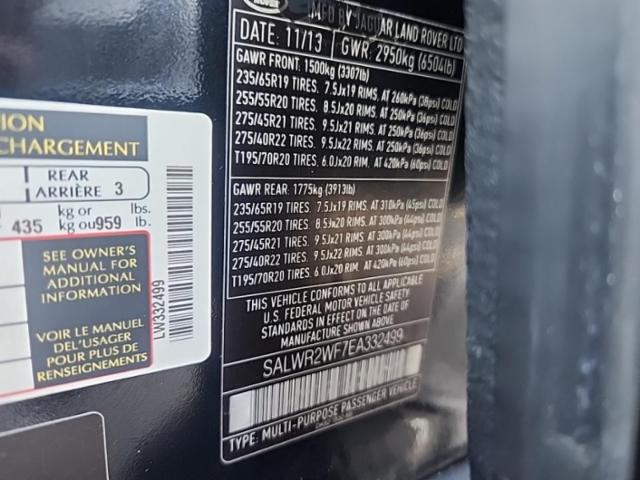 ION
CHARGEMENT
REAR
ARRIÈRE 3
435 kg or kg ou 959 lbs. lb.
SEE OWNER'S
MANUAL FOR
ADDITIONAL
INFORMATION
VOIR LE MANUEL
DEL'USAGER
POUR PLUS DE
RENSEIGNEMENTS
LW332499
ROVER
MFD BY JAGUAR LAND ROVER LTD
DATE: 11/13 GWR: 2950kg (6504lb)
GAWR FRONT: 1500kg (3307lb)
235/65R19 TIRES. 7.5Jx19 RIMS. AT 260kPa (38psi) COLD
255/55R20 TIRES. 8.5Jx20 RIMS. AT 250kPa (36psi) COLD
275/45R21 TIRES. 9.5Jx21 RIMS. AT 250kPa (36psi) COLD
275/40R22 TIRES. 9.5Jx22 RIMS. AT 250kPa (36psi) COLD
T195/70R20 TIRES. 6.0Jx20 RIM. AT 420kPa (60psi) COLD
GAWR REAR: 1775kg (3913lb)
235/65R19 TIRES. 7.5Jx19 RIMS. AT 310kPa (45psi) COLD
255/55R20 TIRES. 8.5Jx20 RIMS. AT 300kPa (44psi) COLD
275/45R21 TIRES. 9.5Jx21 RIMS. AT 300kPa (44psi) COLD
275/40R22 TIRES. 9.5Jx22 RIMS. AT 300kPa (44psi) COLD
T195/70R20 TIRES. 6.0Jx20 RIM. AT 420kPa (60psi) COLD
THIS VEHICLE CONFORMS TO ALL APPLICABLE
U.S. FEDERAL MOTOR VEHICLE SAFETY
STANDARDS IN EFFECT ON THE DATE OF
MANUFACTURE SHOWN ABOVE.
SALWR2WF7EA332499
TYPE: MULTI-PURPOSE PASSENGER VEHICLE